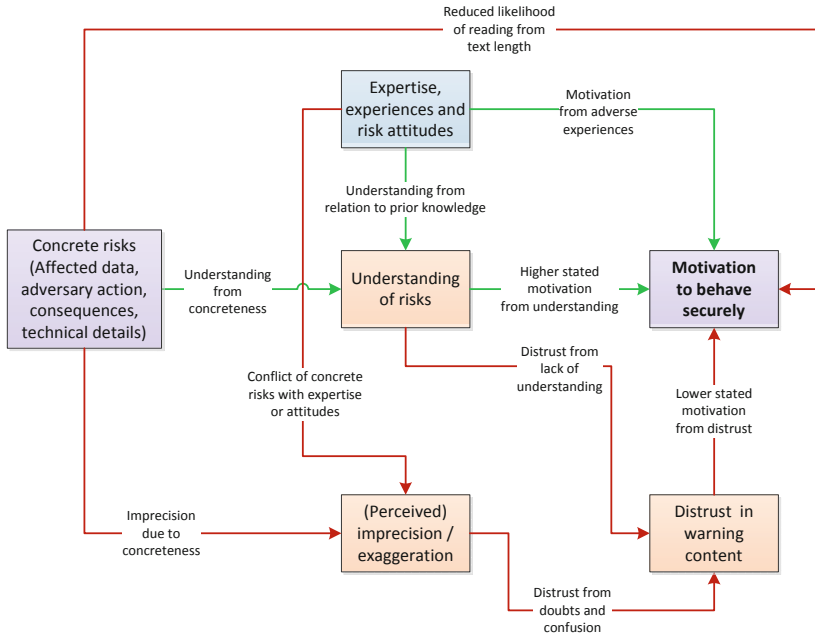 Reduced likelihood
of reading from
text length
Expertise,
experiences and
risk attitudes
Motivation
from adverse
experiences
Understanding from
relation to prior knowledge
Concrete risks
(Affected data,
adversary action,
consequences,
technical details)
Understanding
from
concreteness
Understanding
of risks
Higher stated
motivation
from understanding
Motivation
to behave
securely
Distrust from
lack of
understanding
Conflict of concrete
risks with expertise
or attitudes
Lower stated
motivation
from distrust
Imprecision
due to
concreteness
(Perceived)
imprecision /
exaggeration
Distrust in
warning
content
Distrust from
doubts and
confusion